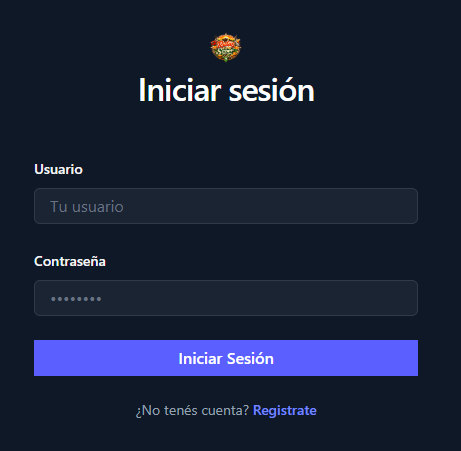 Iniciar sesión
Usuario
Tu usuario
Contraseña
••••••••
Iniciar Sesión
¿No tenés cuenta? Registrate